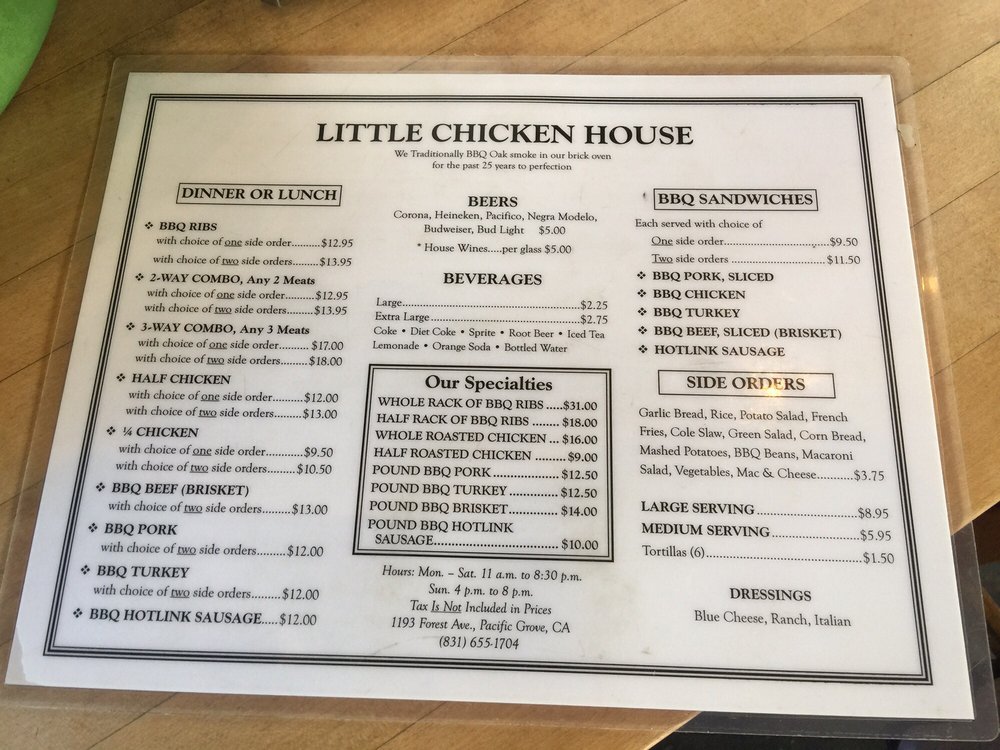 LITTLE CHICKEN HOUSE
We Traditionally BBQ Oak smoke in our brick oven
for the past 25 years to perfection
DINNER OR LUNCH
❖ BBQ RIBS
with choice of one side order.........$12.95
with choice of two side orders.........$13.95
❖ 2-WAY COMBO, Any 2 Meats
with choice of one side order.........$12.95
with choice of two side orders.........$13.95
❖ 3-WAY COMBO, Any 3 Meats
with choice of one side order......... $17.00
with choice of two side orders......... $18.00
❖ HALF CHICKEN
with choice of one side order......... $12.00
with choice of two side orders.........$13.00
❖ ¼ CHICKEN
with choice of one side order.........$9.50
with choice of two side orders.........$10.50
❖ BBQ BEEF (BRISKET)
with choice of two side orders.........$13.00
❖ BBQ PORK
with choice of two side orders.........$12.00
❖ BBQ TURKEY
with choice of two side orders.........$12.00
❖ BBQ HOTLINK SAUSAGE.....$12.00
BEERS
Corona, Heineken, Pacifico, Negra Modelo,
Budweiser, Bud Light $5.00
* House Wines.....per glass $5.00
BEVERAGES
Large..................................................$2.25
Extra Large..........................................$2.75
Coke • Diet Coke • Sprite • Root Beer • Iced Tea
Lemonade • Orange Soda • Bottled Water
Our Specialties
WHOLE RACK OF BBQ RIBS .....$31.00
HALF RACK OF BBQ RIBS ........$18.00
WHOLE ROASTED CHICKEN ... $16.00
HALF ROASTED CHICKEN .........$9.00
POUND BBQ PORK ......................$12.50
POUND BBQ TURKEY .................$12.50
POUND BBQ BRISKET.................$14.00
POUND BBQ HOTLINK
SAUSAGE.................................... $10.00
Hours: Mon. – Sat. 11 a.m. to 8:30 p.m.
Sun. 4 p.m. to 8 p.m.
Tax Is Not Included in Prices
1193 Forest Ave., Pacific Grove, CA
(831) 655-1704
BBQ SANDWICHES
Each served with choice of
One side order..............................$9.50
Two side orders ............................$11.50
❖ BBQ PORK, SLICED
❖ BBQ CHICKEN
❖ BBQ TURKEY
❖ BBQ BEEF, SLICED (BRISKET)
❖ HOTLINK SAUSAGE
SIDE ORDERS
Garlic Bread, Rice, Potato Salad, French
Fries, Cole Slaw, Green Salad, Corn Bread,
Mashed Potatoes, BBQ Beans, Macaroni
Salad, Vegetables, Mac & Cheese..........$3.75
LARGE SERVING .............................$8.95
MEDIUM SERVING .........................$5.95
Tortillas (6)............................................$1.50
DRESSINGS
Blue Cheese, Ranch, Italian